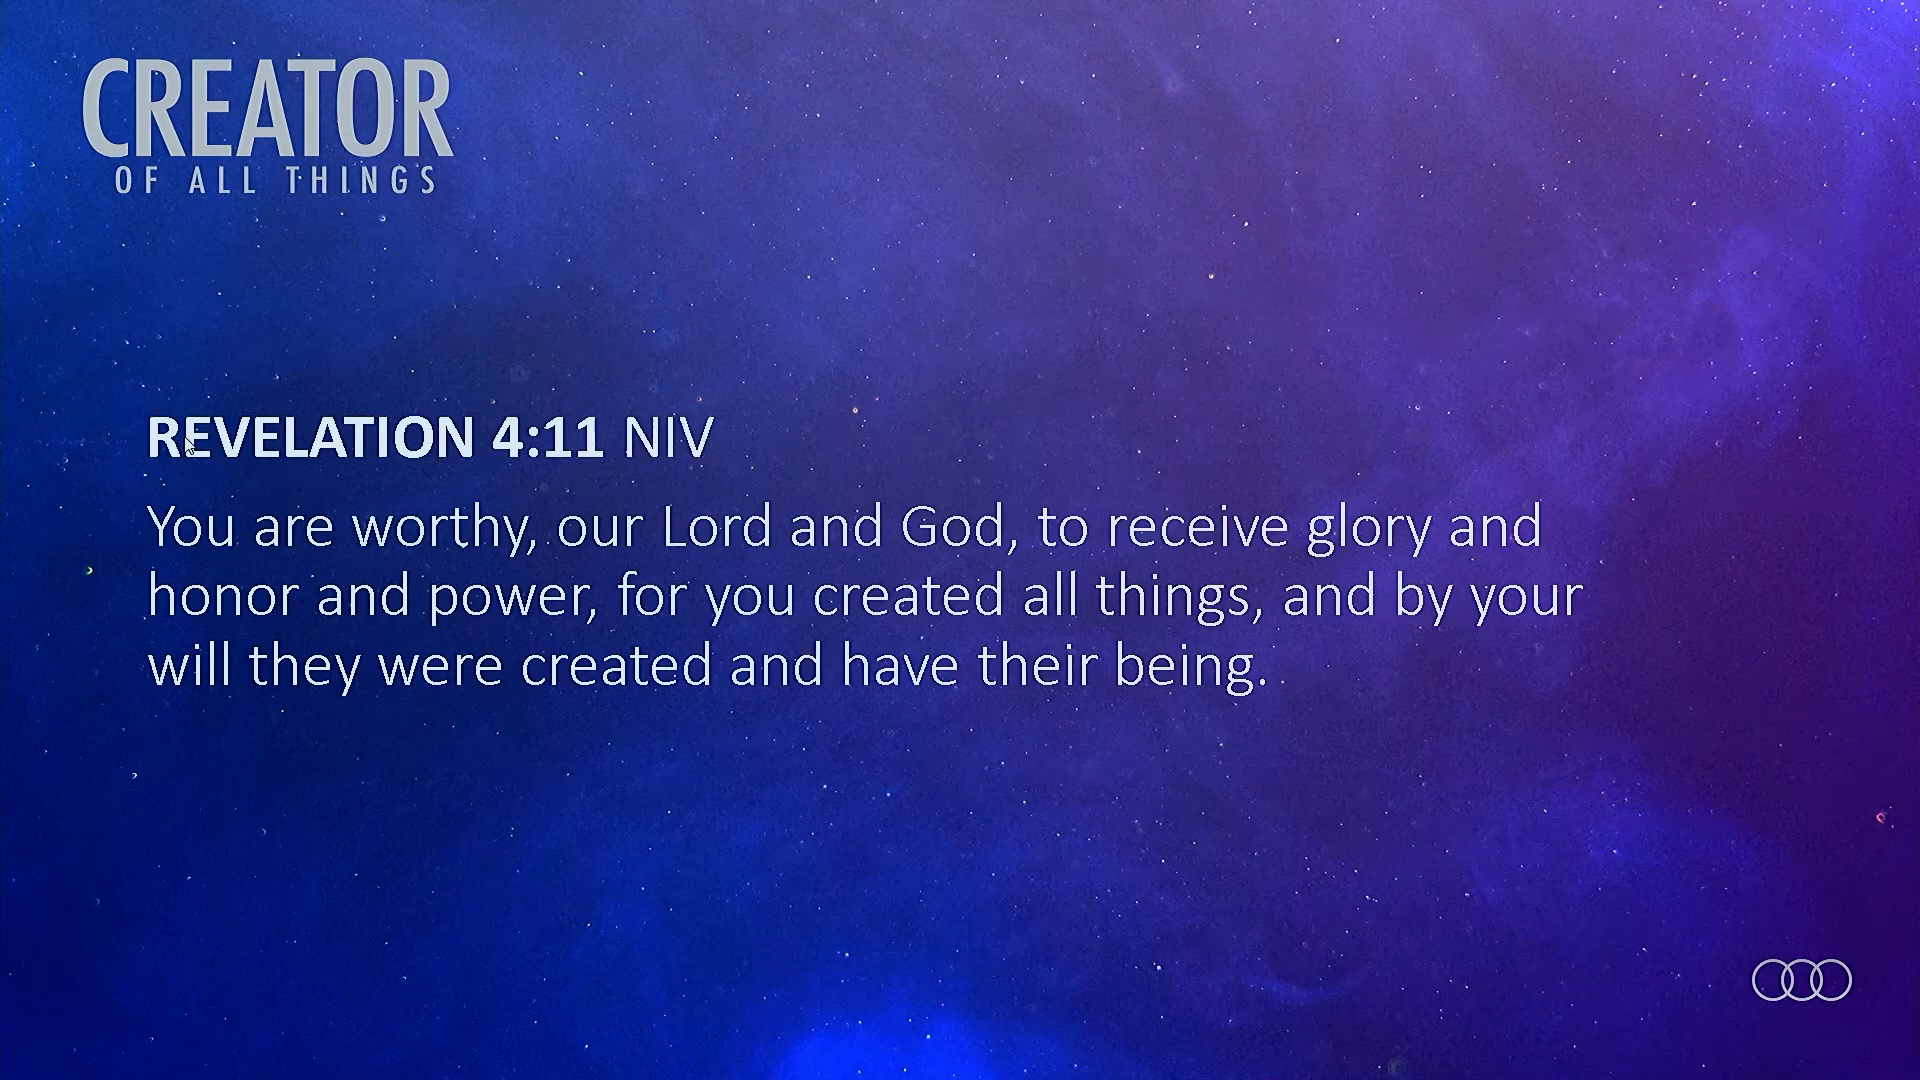 CREATOR
OF ALL THINGS
REVELATION 4:11 NIV
You are worthy, our Lord and God, to receive glory and
honor and power, for you created all things, and by your
will they were created and have their being.